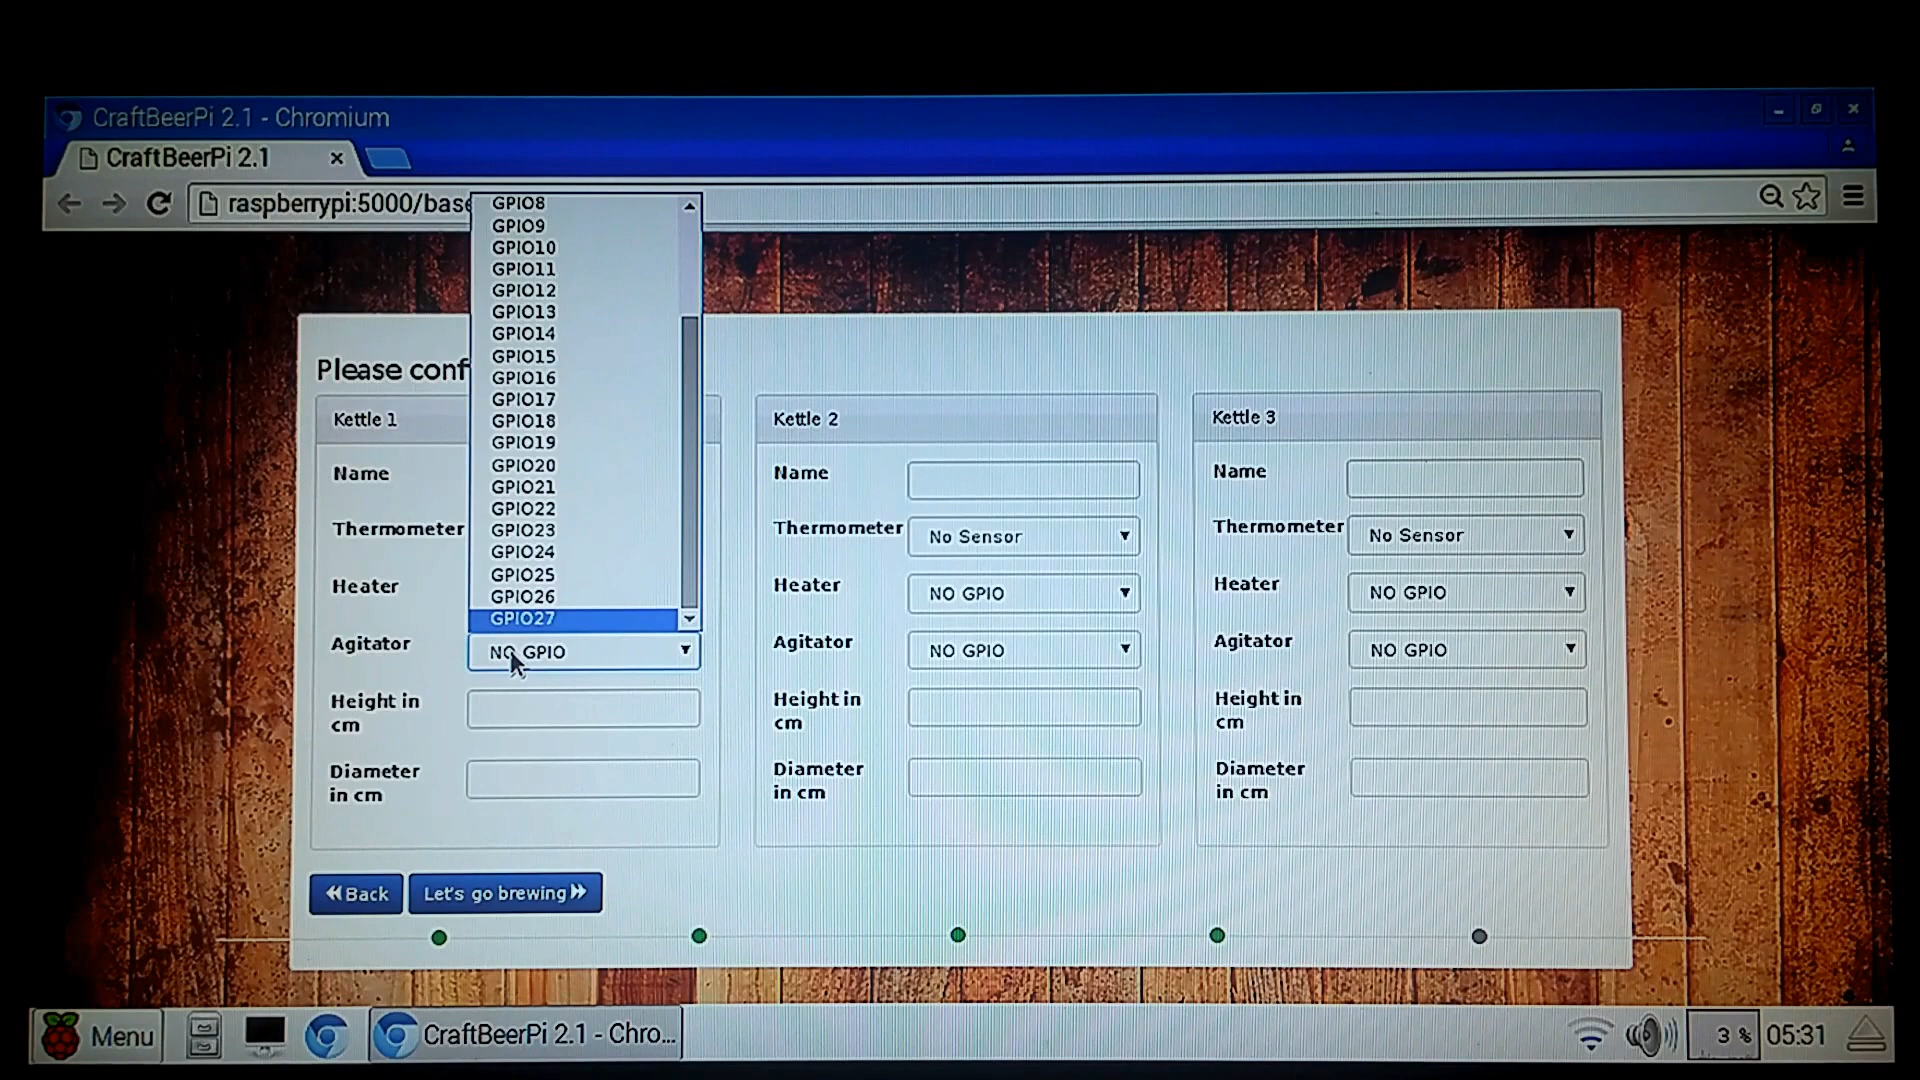 CraftBeerPi 2.1 - Chromium
CraftBeerPi 2.1
raspberrypi:5000/base
GPIO8
GPIO9
GPIO10
GPIO11
GPIO12
GPIO13
GPIO14
GPIO15
GPIO16
GPIO17
GPIO18
GPIO19
GPIO20
GPIO21
GPIO22
GPIO23
GPIO24
GPIO25
GPIO26
GPIO27
Please conf
Kettle 1
Name
Thermometer
Heater
Agitator
NO GPIO
Height in
cm
Diameter
in cm
Kettle 2
Name
Thermometer
No Sensor
Heater
NO GPIO
Agitator
NO GPIO
Height in
cm
Diameter
in cm
Kettle 3
Name
Thermometer
No Sensor
Heater
NO GPIO
Agitator
NO GPIO
Height in
cm
Diameter
in cm
Back
Let's go brewing
Menu
CraftBeerPi 2.1 - Chro...
3 %
05:31